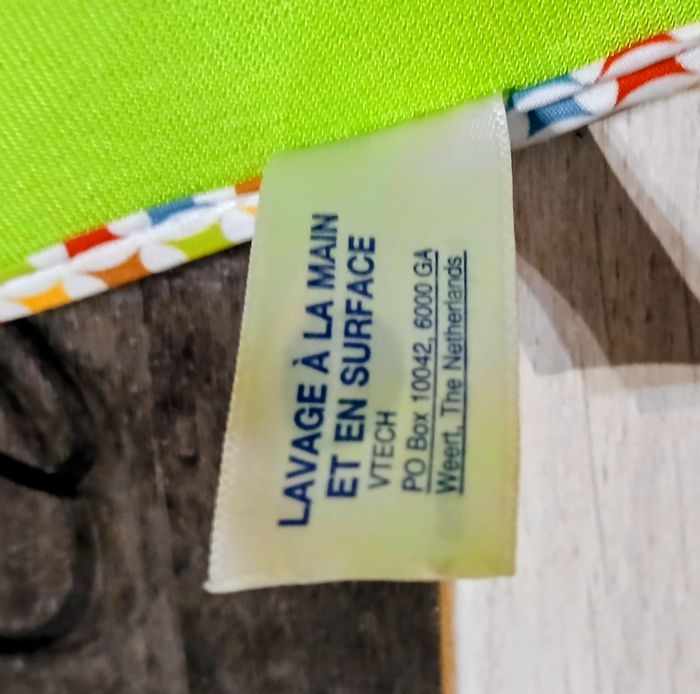 LAVAGE À LA MAIN
ET EN SURFACE
VTECH
PO Box 10042, 6000 GA
Weert, The Netherlands